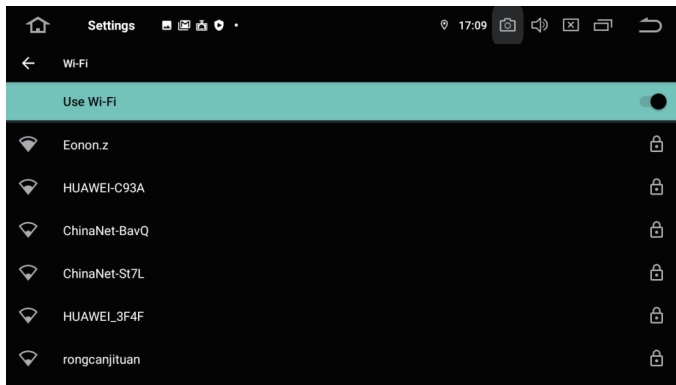 Settings 17:09
Wi-Fi
Use Wi-Fi
Eonon.z
HUAWEI-C93A
ChinaNet-BavQ
ChinaNet-St7L
HUAWEI_3F4F
rongcanjituan